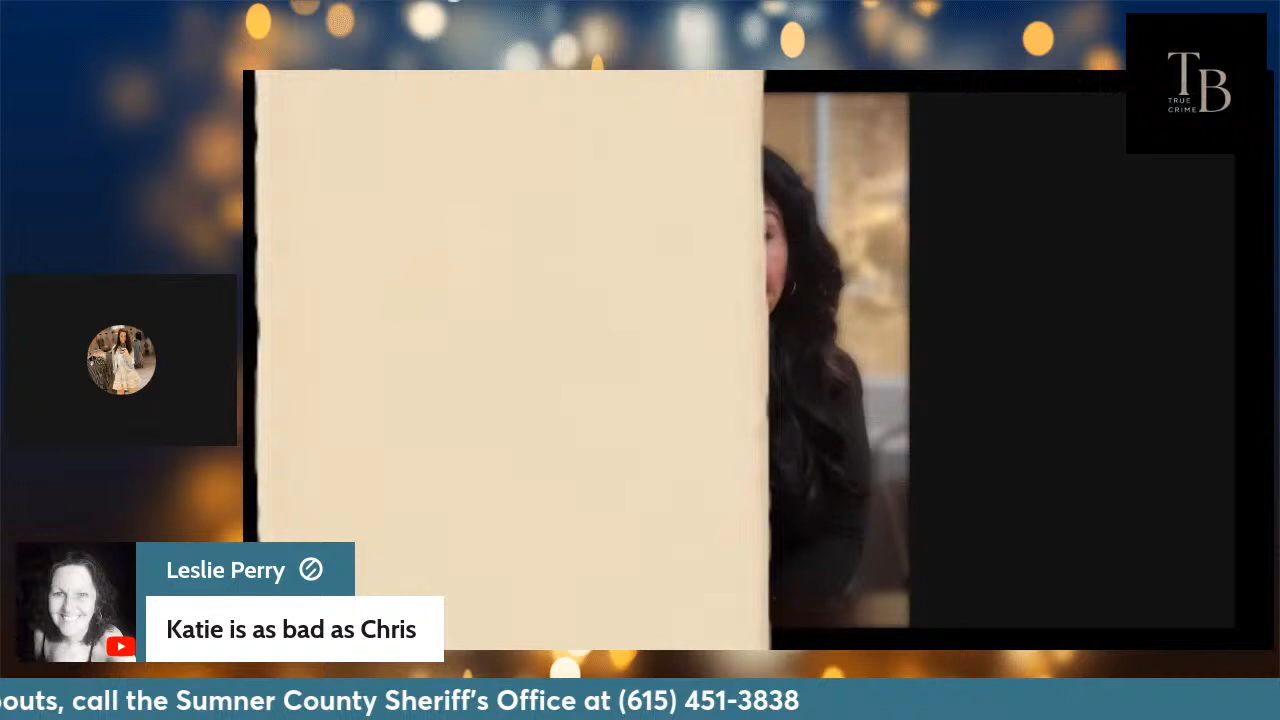 TB
TRUE
CRIME
Leslie Perry
Katie is as bad as Chris
outs, call the Sumner County Sheriff's Office at (615) 451-3838